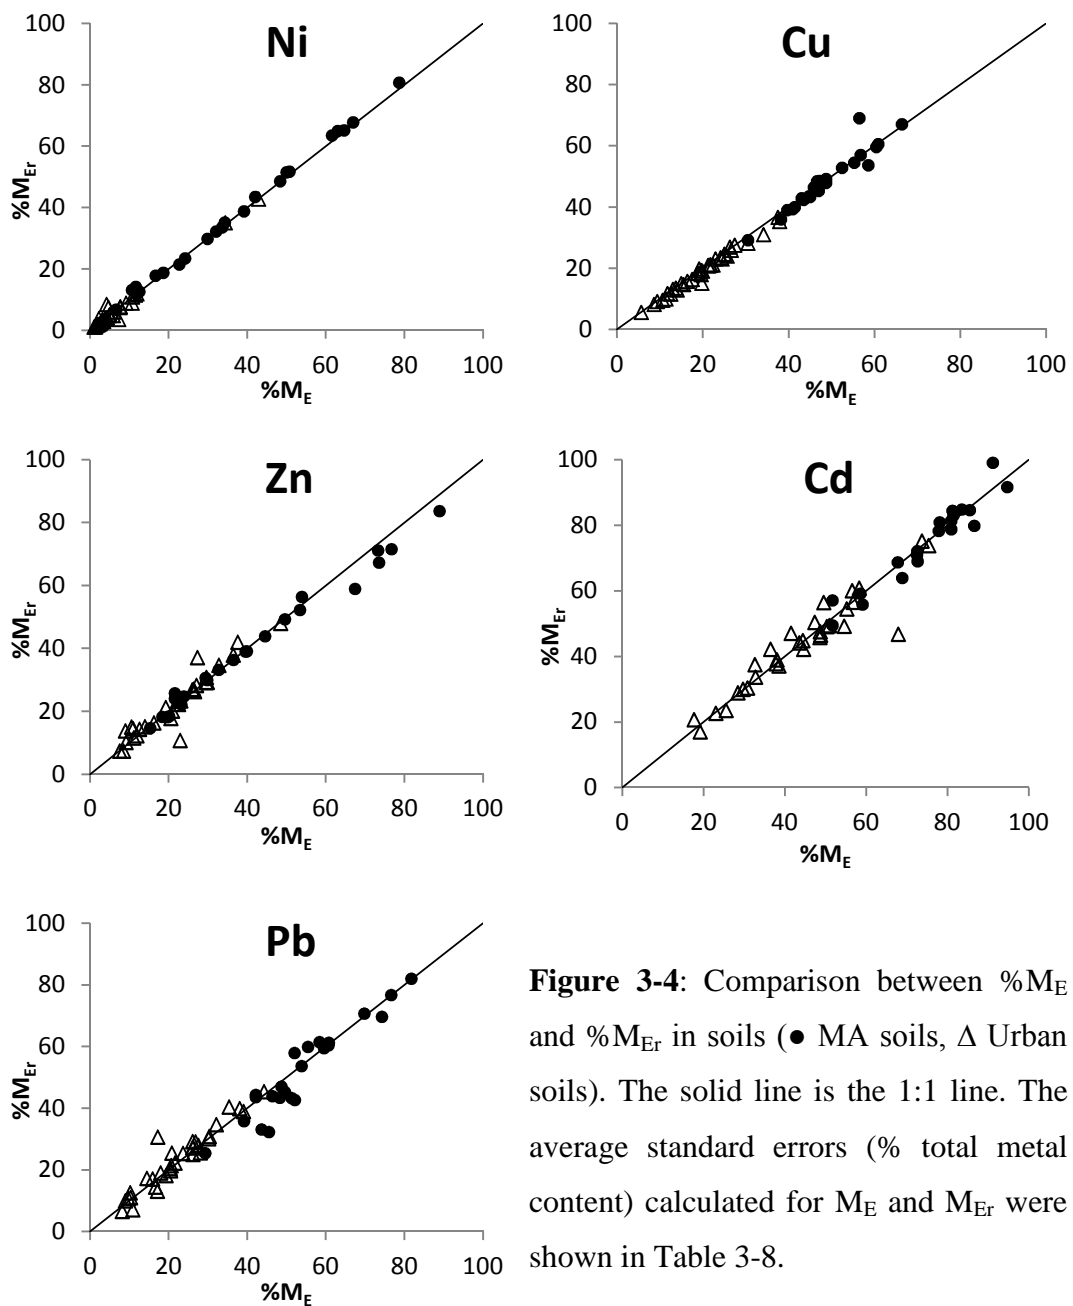 Ni
100
80
60
40
20
0
%M_Er
0 20 40 60 80 100
%M_E
Cu
100
80
60
40
20
0
0 20 40 60 80 100
%M_E
Zn
100
80
60
40
20
0
%M_Er
0 20 40 60 80 100
%M_E
Cd
100
80
60
40
20
0
%M_Er
0 20 40 60 80 100
%M_E
Pb
100
80
60
40
20
0
%M_Er
0 20 40 60 80 100
%M_E
Figure 3-4: Comparison between %M_E
and %M_Er in soils (● MA soils, Δ Urban
soils). The solid line is the 1:1 line. The
average standard errors (% total metal
content) calculated for M_E and M_Er were
shown in Table 3-8.